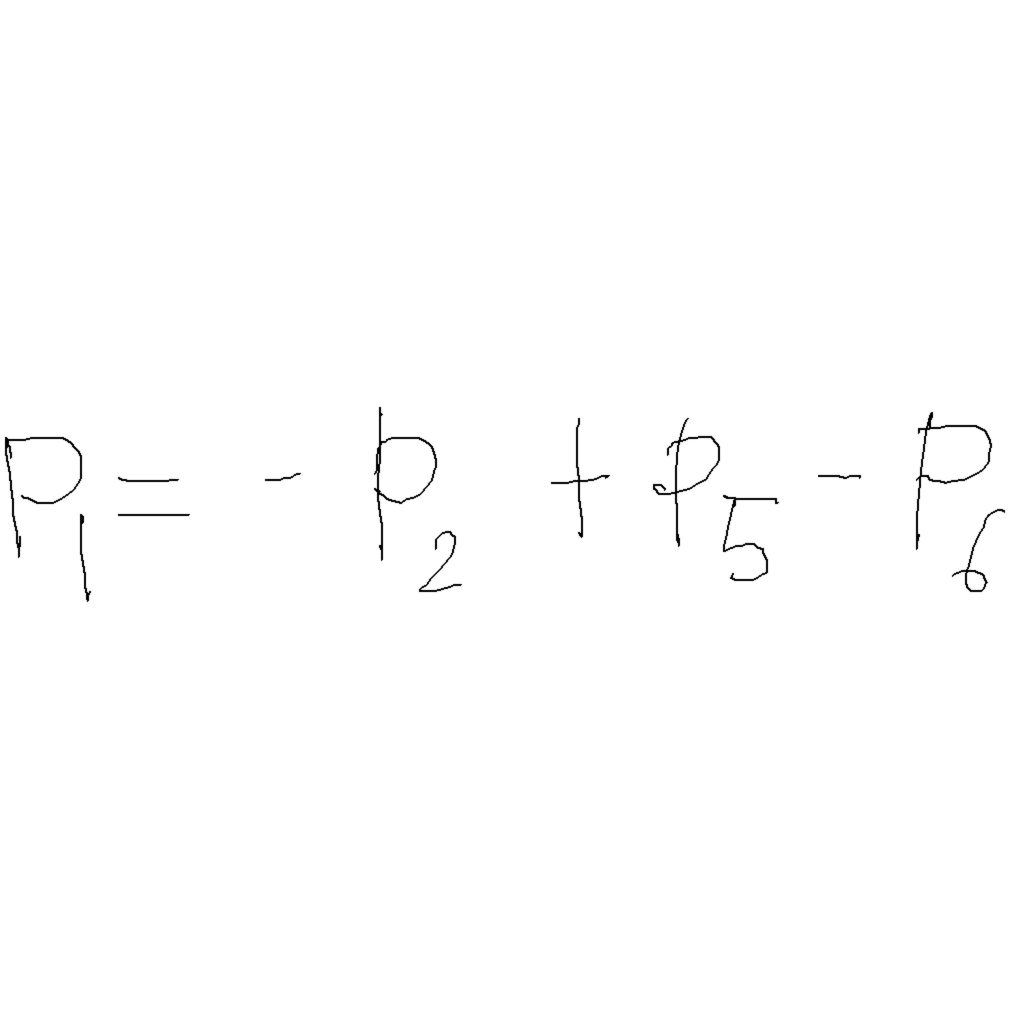 P₁ = - P₂ + P₅ - P₆